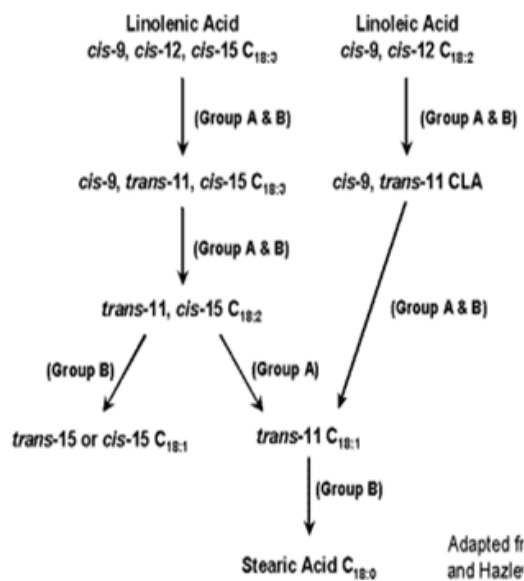 Linolenic Acid
cis-9, cis-12, cis-15 C18:3
Linoleic Acid
cis-9, cis-12 C18:2
(Group A & B)
(Group A & B)
cis-9, trans-11, cis-15 C18:3
cis-9, trans-11 CLA
(Group A & B)
trans-11, cis-15 C18:2
(Group A & B)
(Group B)
(Group A)
trans-15 or cis-15 C18:1
trans-11 C18:1
(Group B)
Stearic Acid C18:0
Adapted fr
and Hazle